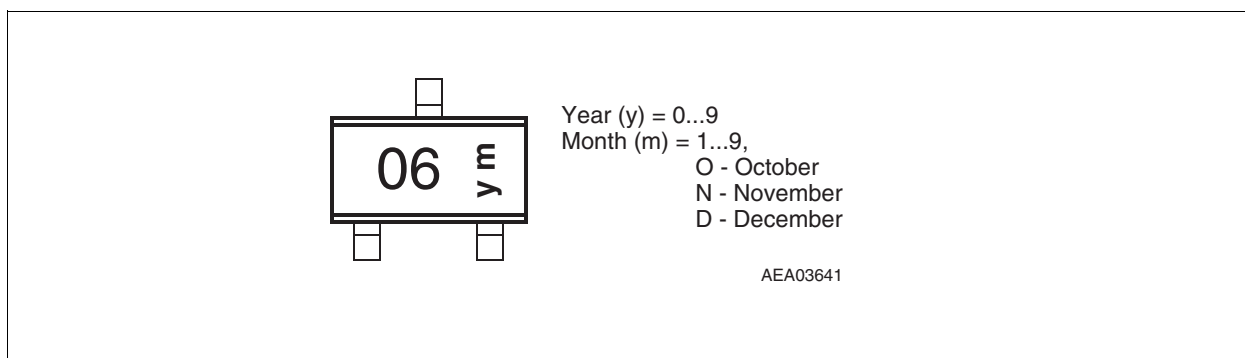 06 y m
Year (y) = 0...9
Month (m) = 1...9,
O - October
N - November
D - December
AEA03641